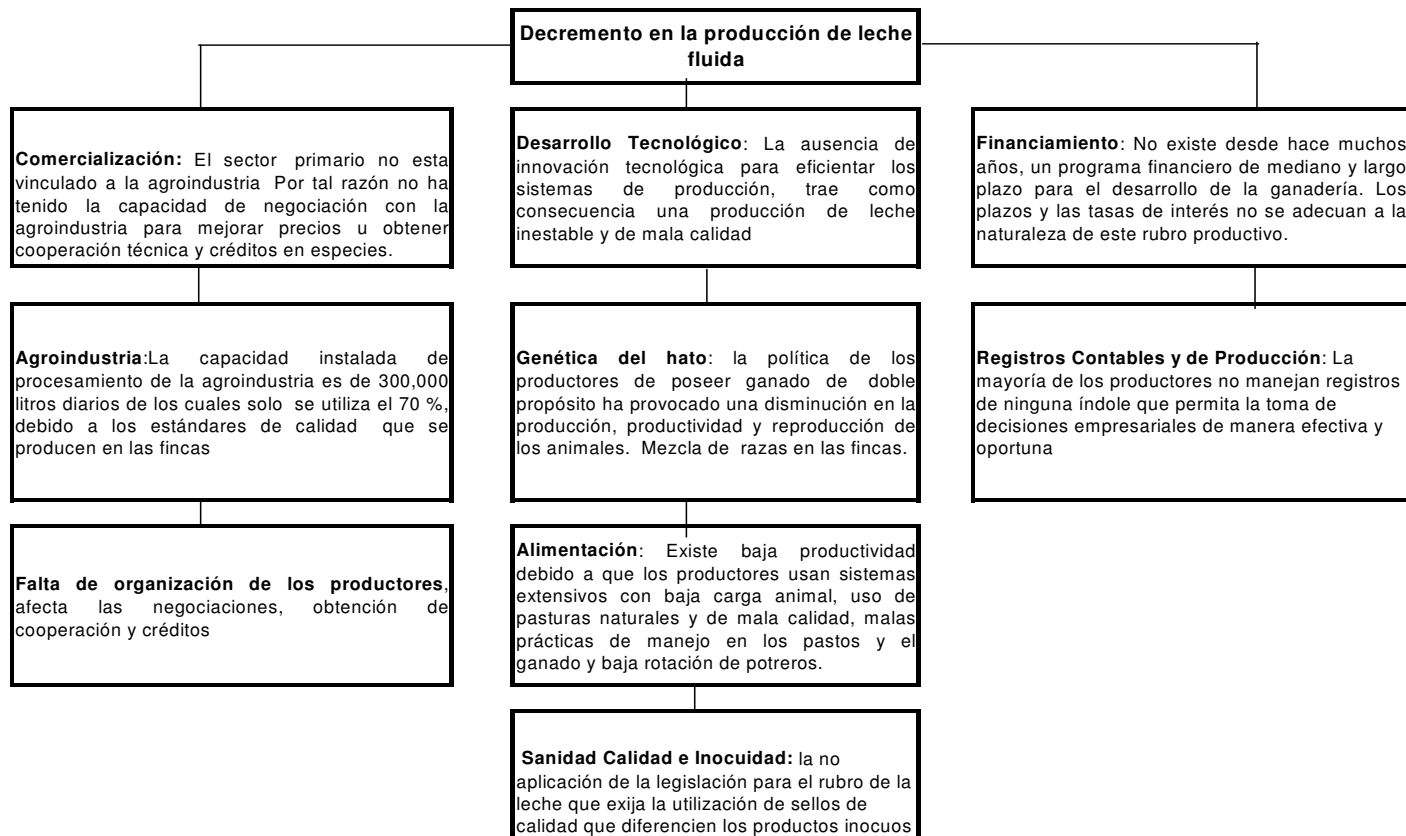 Decremento en la producción de leche
fluida
Comercialización: El sector primario no esta
vinculado a la agroindustria Por tal razón no ha
tenido la capacidad de negociación con la
agroindustria para mejorar precios u obtener
cooperación técnica y créditos en especies.
Desarrollo Tecnológico: La ausencia de
innovación tecnológica para eficientar los
sistemas de producción, trae como
consecuencia una producción de leche
inestable y de mala calidad
Financiamiento: No existe desde hace muchos
años, un programa financiero de mediano y largo
plazo para el desarrollo de la ganadería. Los
plazos y las tasas de interés no se adecuan a la
naturaleza de este rubro productivo.
Agroindustria:La capacidad instalada de
procesamiento de la agroindustria es de 300,000
litros diarios de los cuales solo se utiliza el 70 %,
debido a los estándares de calidad que se
producen en las fincas
Genética del hato: la política de los
productores de poseer ganado de doble
propósito ha provocado una disminución en la
producción, productividad y reproducción de
los animales. Mezcla de razas en las fincas.
Registros Contables y de Producción: La
mayoría de los productores no manejan registros
de ninguna índole que permita la toma de
decisiones empresariales de manera efectiva y
oportuna
Falta de organización de los productores,
afecta las negociaciones, obtención de
cooperación y créditos
Alimentación: Existe baja productividad
debido a que los productores usan sistemas
extensivos con baja carga animal, uso de
pasturas naturales y de mala calidad, malas
prácticas de manejo en los pastos y el
ganado y baja rotación de potreros.
Sanidad Calidad e Inocuidad: la no
aplicación de la legislación para el rubro de la
leche que exija la utilización de sellos de
calidad que diferencien los productos inocuos